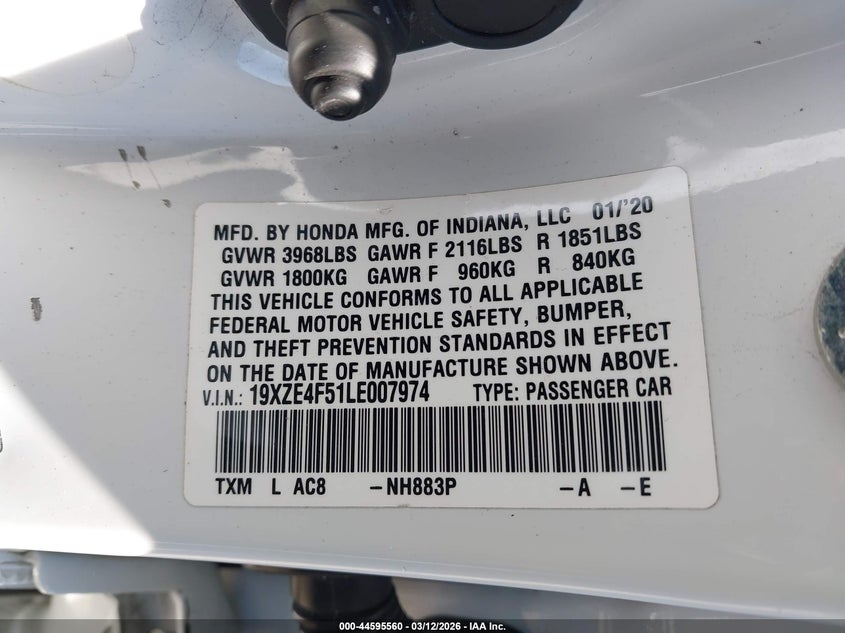 MFD. BY HONDA MFG. OF INDIANA, LLC 01/'20
GVWR 3968LBS GAWR F 2116LBS R 1851LBS
GVWR 1800KG GAWR F 960KG R 840KG
THIS VEHICLE CONFORMS TO ALL APPLICABLE
FEDERAL MOTOR VEHICLE SAFETY, BUMPER,
AND THEFT PREVENTION STANDARDS IN EFFECT
ON THE DATE OF MANUFACTURE SHOWN ABOVE.
V.I.N.: 19XZE4F51LE007974 TYPE: PASSENGER CAR
TXM L AC8 -NH883P -A -E
000-44595560 - 03/12/2026 - IAA Inc.